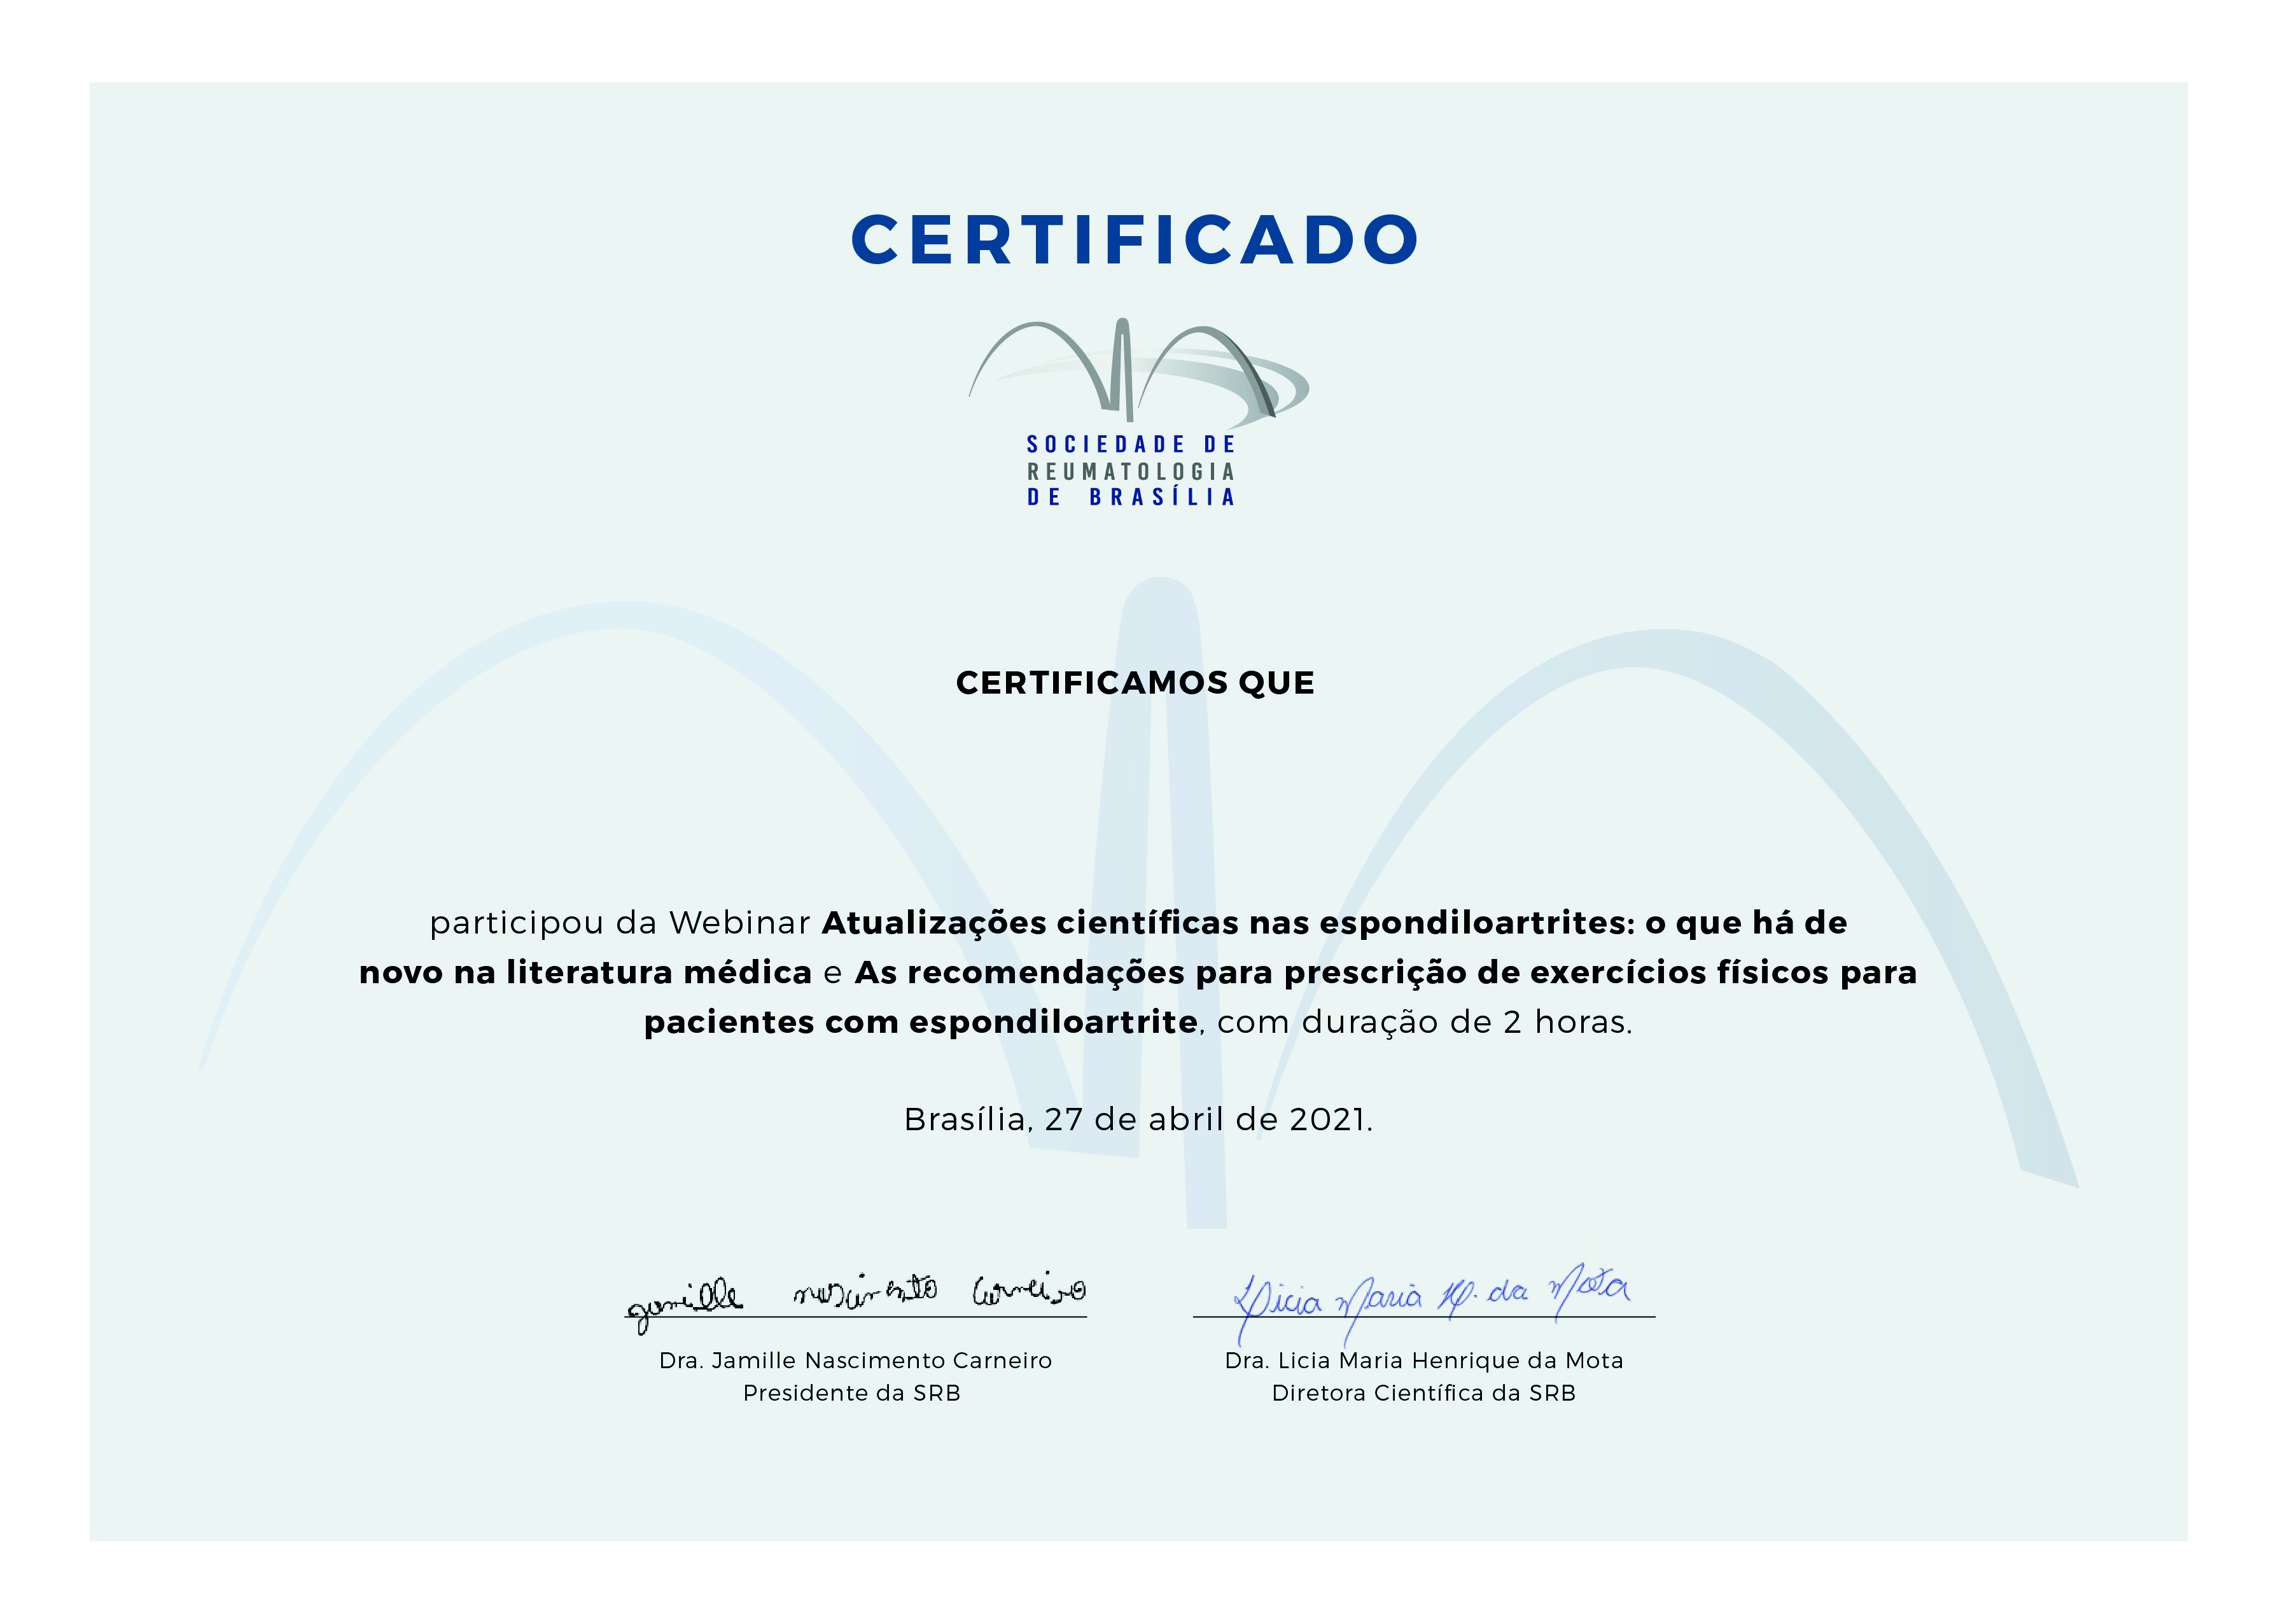 CERTIFICADO
SOCIEDADE DE
REUMATOLOGIA
DE BRASÍLIA
CERTIFICAMOS QUE
participou da Webinar Atualizações científicas nas espondiloartrites: o que há de
novo na literatura médica e As recomendações para prescrição de exercícios físicos para
pacientes com espondiloartrite, com duração de 2 horas.
Brasília, 27 de abril de 2021.
Jamille Nascimento Carneiro
Licia Maria H. da Mota
Dra. Jamille Nascimento Carneiro
Presidente da SRB
Dra. Licia Maria Henrique da Mota
Diretora Científica da SRB